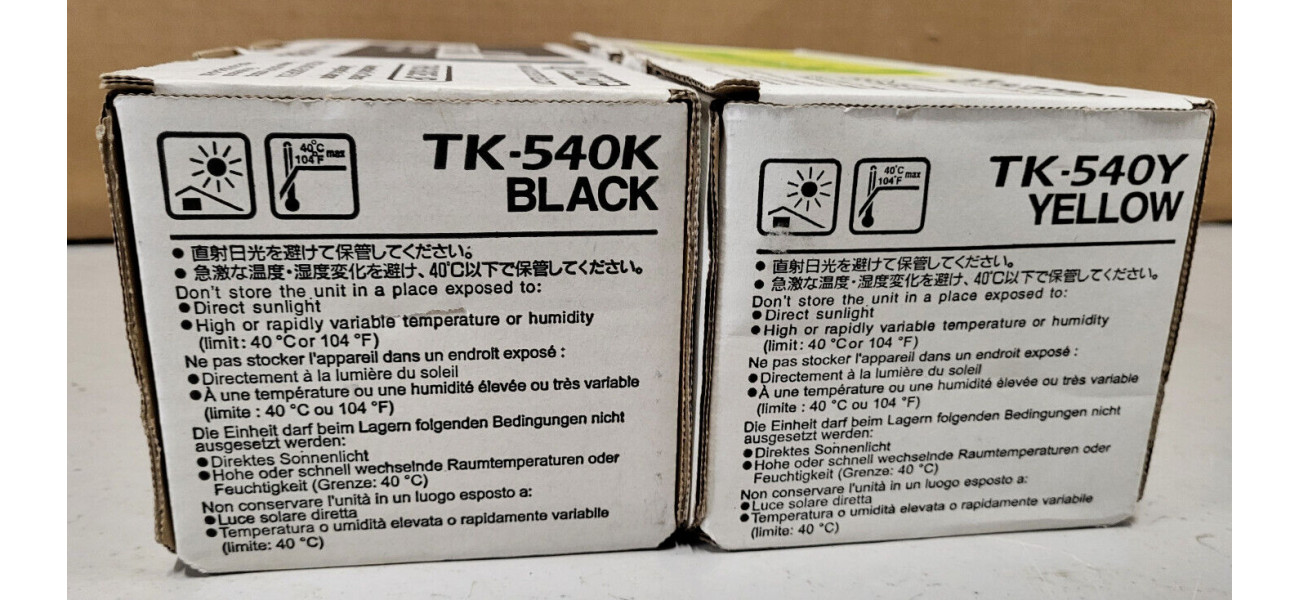 40°C
104°F max
TK-540K
BLACK
● 直射日光を避けて保管してください。
● 急激な温度・湿度変化を避け、40℃以下で保管してください。
Don't store the unit in a place exposed to:
● Direct sunlight
● High or rapidly variable temperature or humidity
(limit: 40 °C or 104 °F)
Ne pas stocker l'appareil dans un endroit exposé :
● Directement à la lumière du soleil
● À une température ou une humidité élevée ou très variable
(limite : 40 °C ou 104 °F)
Die Einheit darf beim Lagern folgenden Bedingungen nicht
ausgesetzt werden:
● Direktes Sonnenlicht
● Hohe oder schnell wechselnde Raumtemperaturen oder
Feuchtigkeit (Grenze: 40 °C)
Non conservare l'unità in un luogo esposto a:
● Luce solare diretta
● Temperatura o umidità elevata o rapidamente variabile
(limite: 40 °C)
40°C
104°F max
TK-540Y
YELLOW
● 直射日光を避けて保管してください。
● 急激な温度・湿度変化を避け、40℃以下で保管してください。
Don't store the unit in a place exposed to:
● Direct sunlight
● High or rapidly variable temperature or humidity
(limit: 40 °C or 104 °F)
Ne pas stocker l'appareil dans un endroit exposé :
● Directement à la lumière du soleil
● À une température ou une humidité élevée ou très variable
(limite : 40 °C ou 104 °F)
Die Einheit darf beim Lagern folgenden Bedingungen nicht
ausgesetzt werden:
● Direktes Sonnenlicht
● Hohe oder schnell wechselnde Raumtemperaturen oder
Feuchtigkeit (Grenze: 40 °C)
Non conservare l'unità in un luogo esposto a:
● Luce solare diretta
● Temperatura o umidità elevata o rapidamente variabile
(limite: 40 °C)